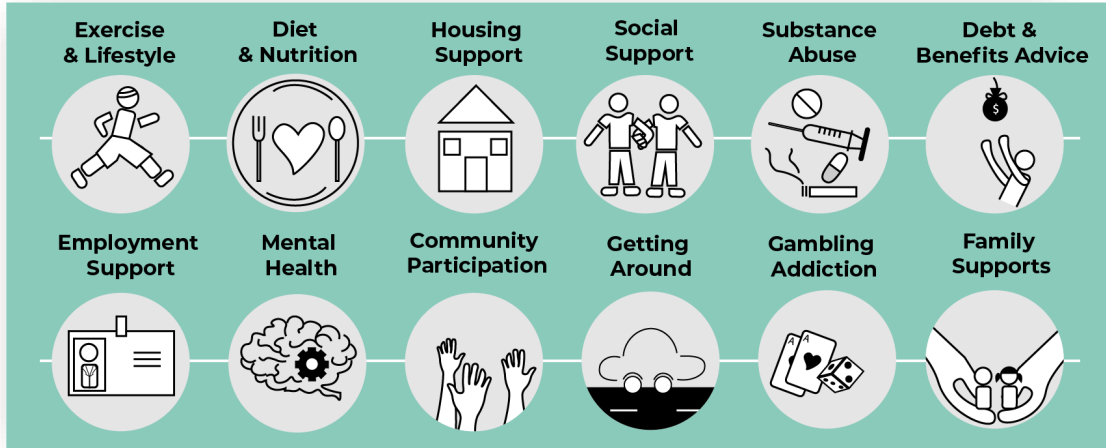 Exercise
& Lifestyle
Diet
& Nutrition
Housing
Support
Social
Support
Substance
Abuse
Debt &
Benefits Advice
$
Employment
Support
Mental
Health
Community
Participation
Getting
Around
Gambling
Addiction
A
A
Family
Supports